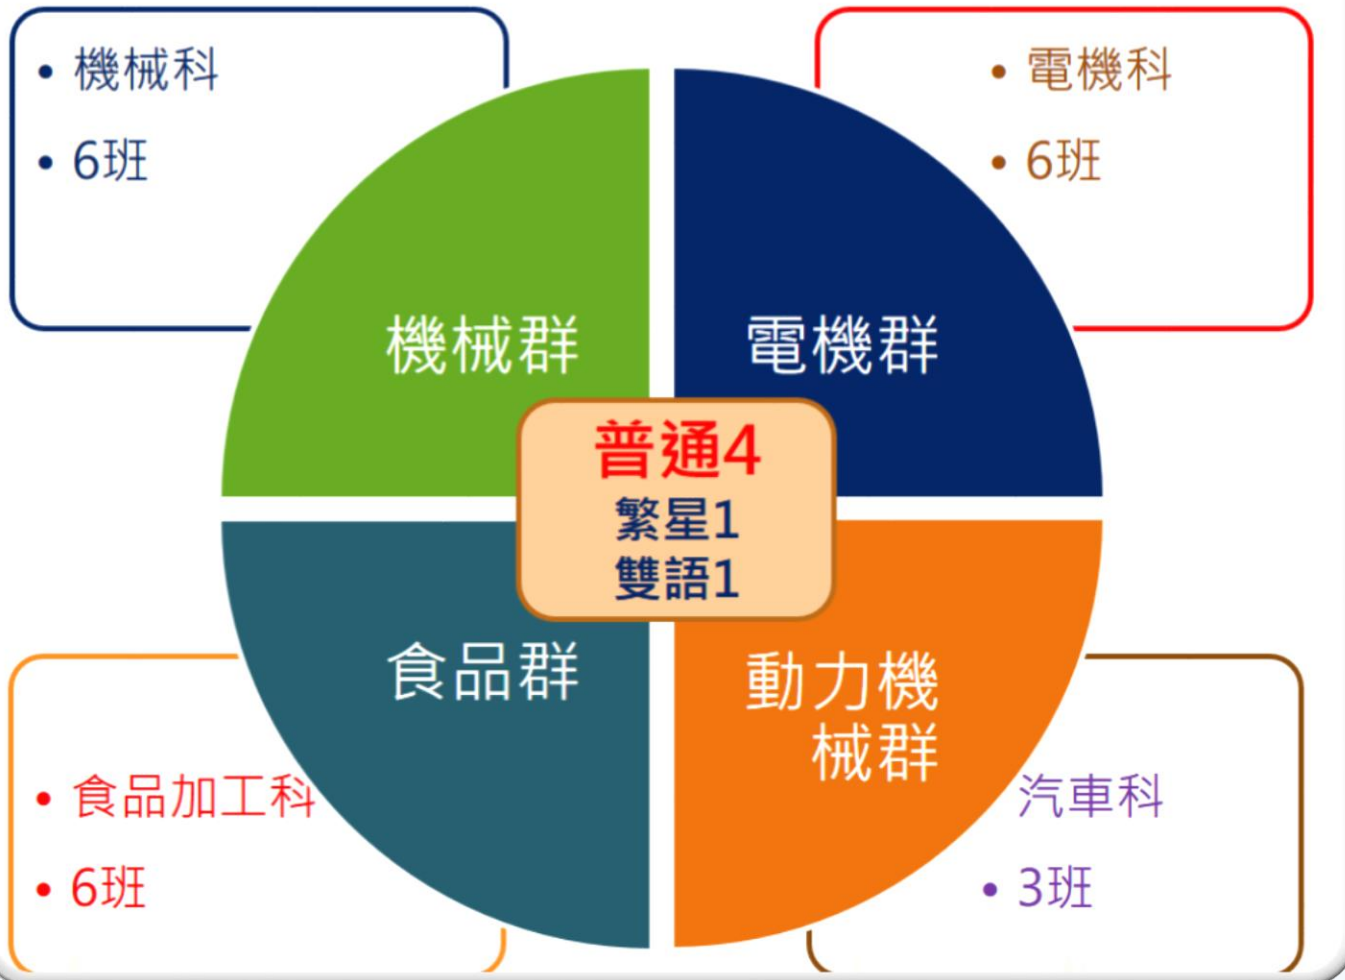 • 機械科
• 6班
• 電機科
• 6班
機械群
電機群
普通4
繁星1
雙語1
食品群
動力機
械群
• 食品加工科
• 6班
汽車科
• 3班